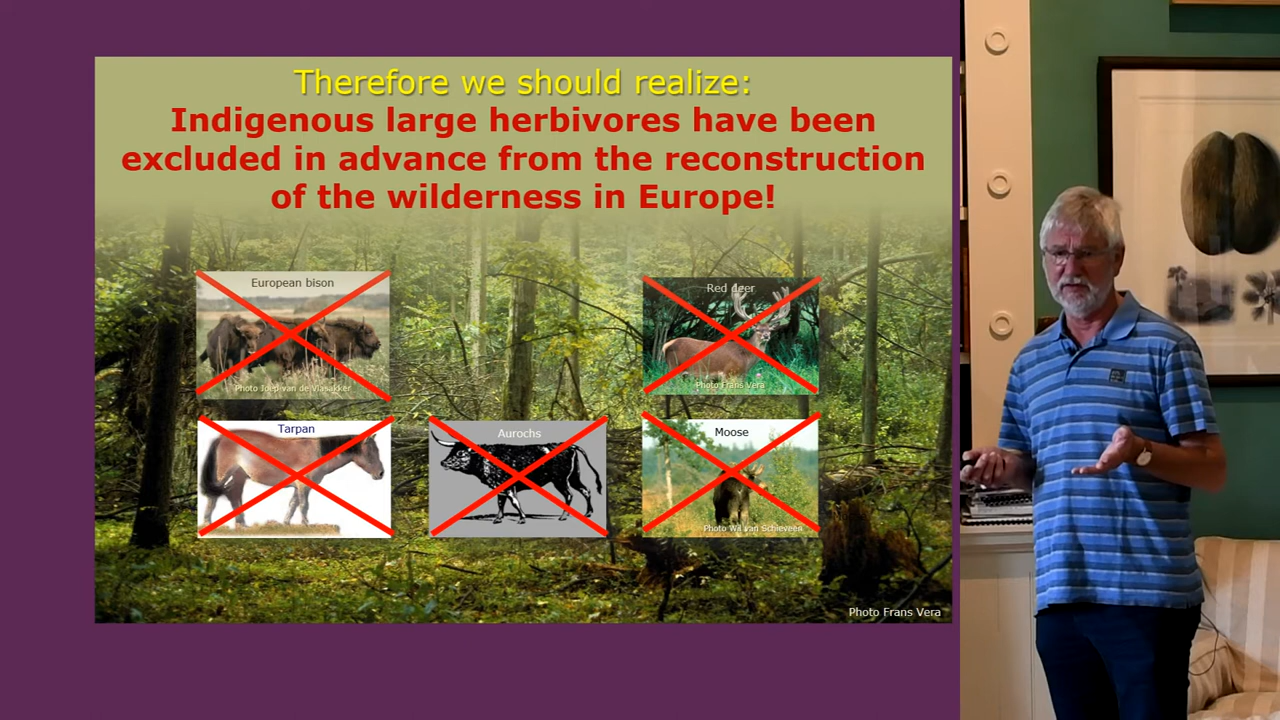 Therefore we should realize:
Indigenous large herbivores have been
excluded in advance from the reconstruction
of the wilderness in Europe!
European bison
Photo Joep van de Vlasakker
Red deer
Photo Frans Vera
Tarpan
Aurochs
Moose
Photo Wil van Schieveen
Photo Frans Vera